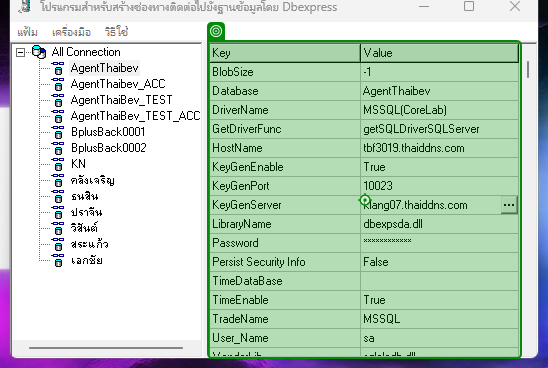 โปรแกรมสำหรับสร้างช่องทางติดต่อไปยังฐานข้อมูลโดย Dbexpress
แฟ้ม เครื่องมือ วิธีใช้
All Connection
AgentThaibev
AgentThaiBev_ACC
AgentThaiBev_TEST
AgentThaiBev_TEST_ACC
BplusBack0001
BplusBack0002
KN
คลังเจริญ
ธนสิน
ปราจีน
วิสันต์
สระแก้ว
เอกชัย
Key Value
BlobSize -1
Database AgentThaibev
DriverName MSSQL(CoreLab)
GetDriverFunc getSQLDriverSQLServer
HostName tbf3019.thaiddns.com
KeyGenEnable True
KeyGenPort 10023
KeyGenServer klang07.thaiddns.com ...
LibraryName dbexpsda.dll
Password ************
Persist Security Info False
TimeDataBase
TimeEnable True
TradeName MSSQL
User_Name sa
VendorLib